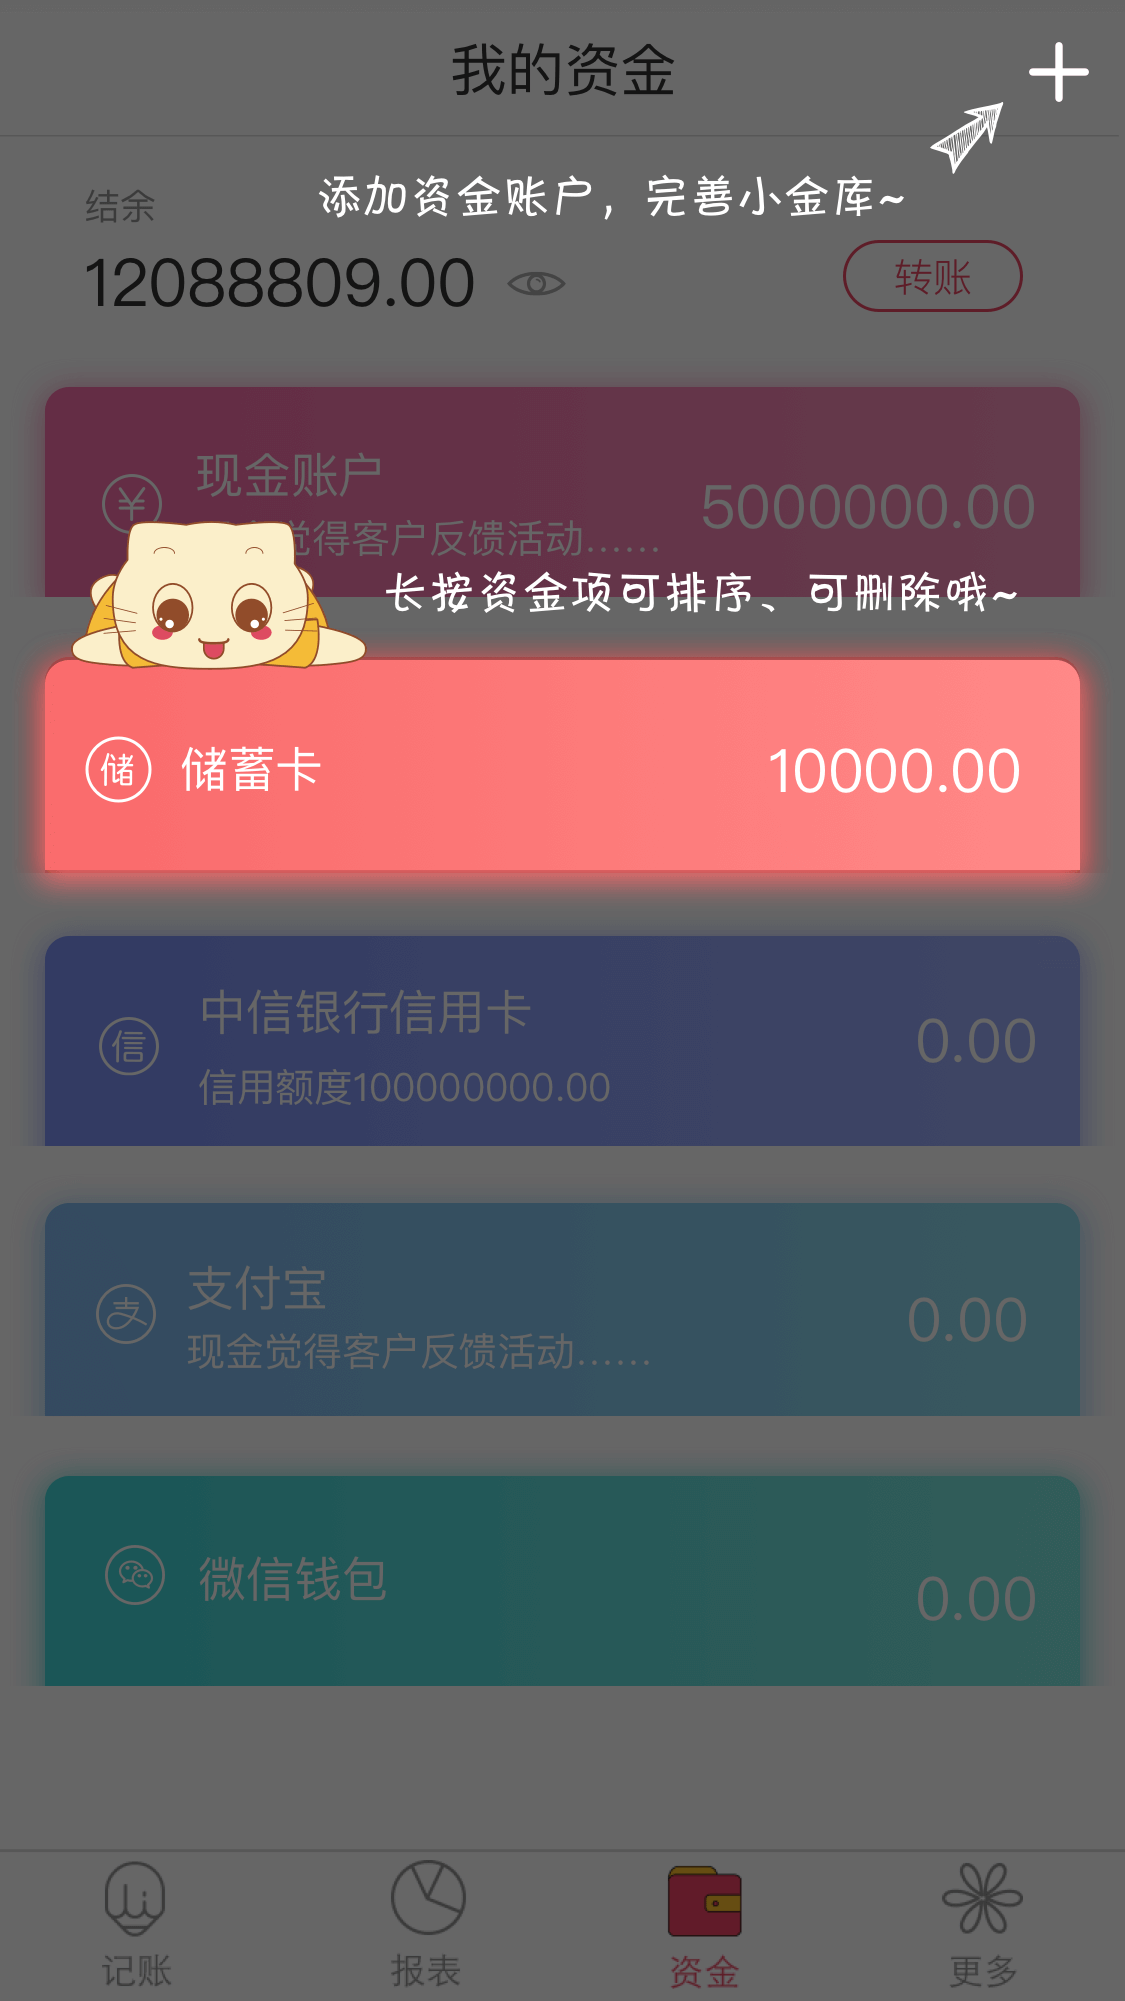 我的资金
添加资金账户，完善小金库~
结余
12088809.00
转账
现金账户
5000000.00
觉得客户反馈活动......
长按资金项可排序、可删除哦~
储 储蓄卡
10000.00
中信银行信用卡
信
0.00
信用额度100000000.00
支付宝
支
0.00
现金觉得客户反馈活动......
微信钱包
0.00
记账 报表 资金 更多